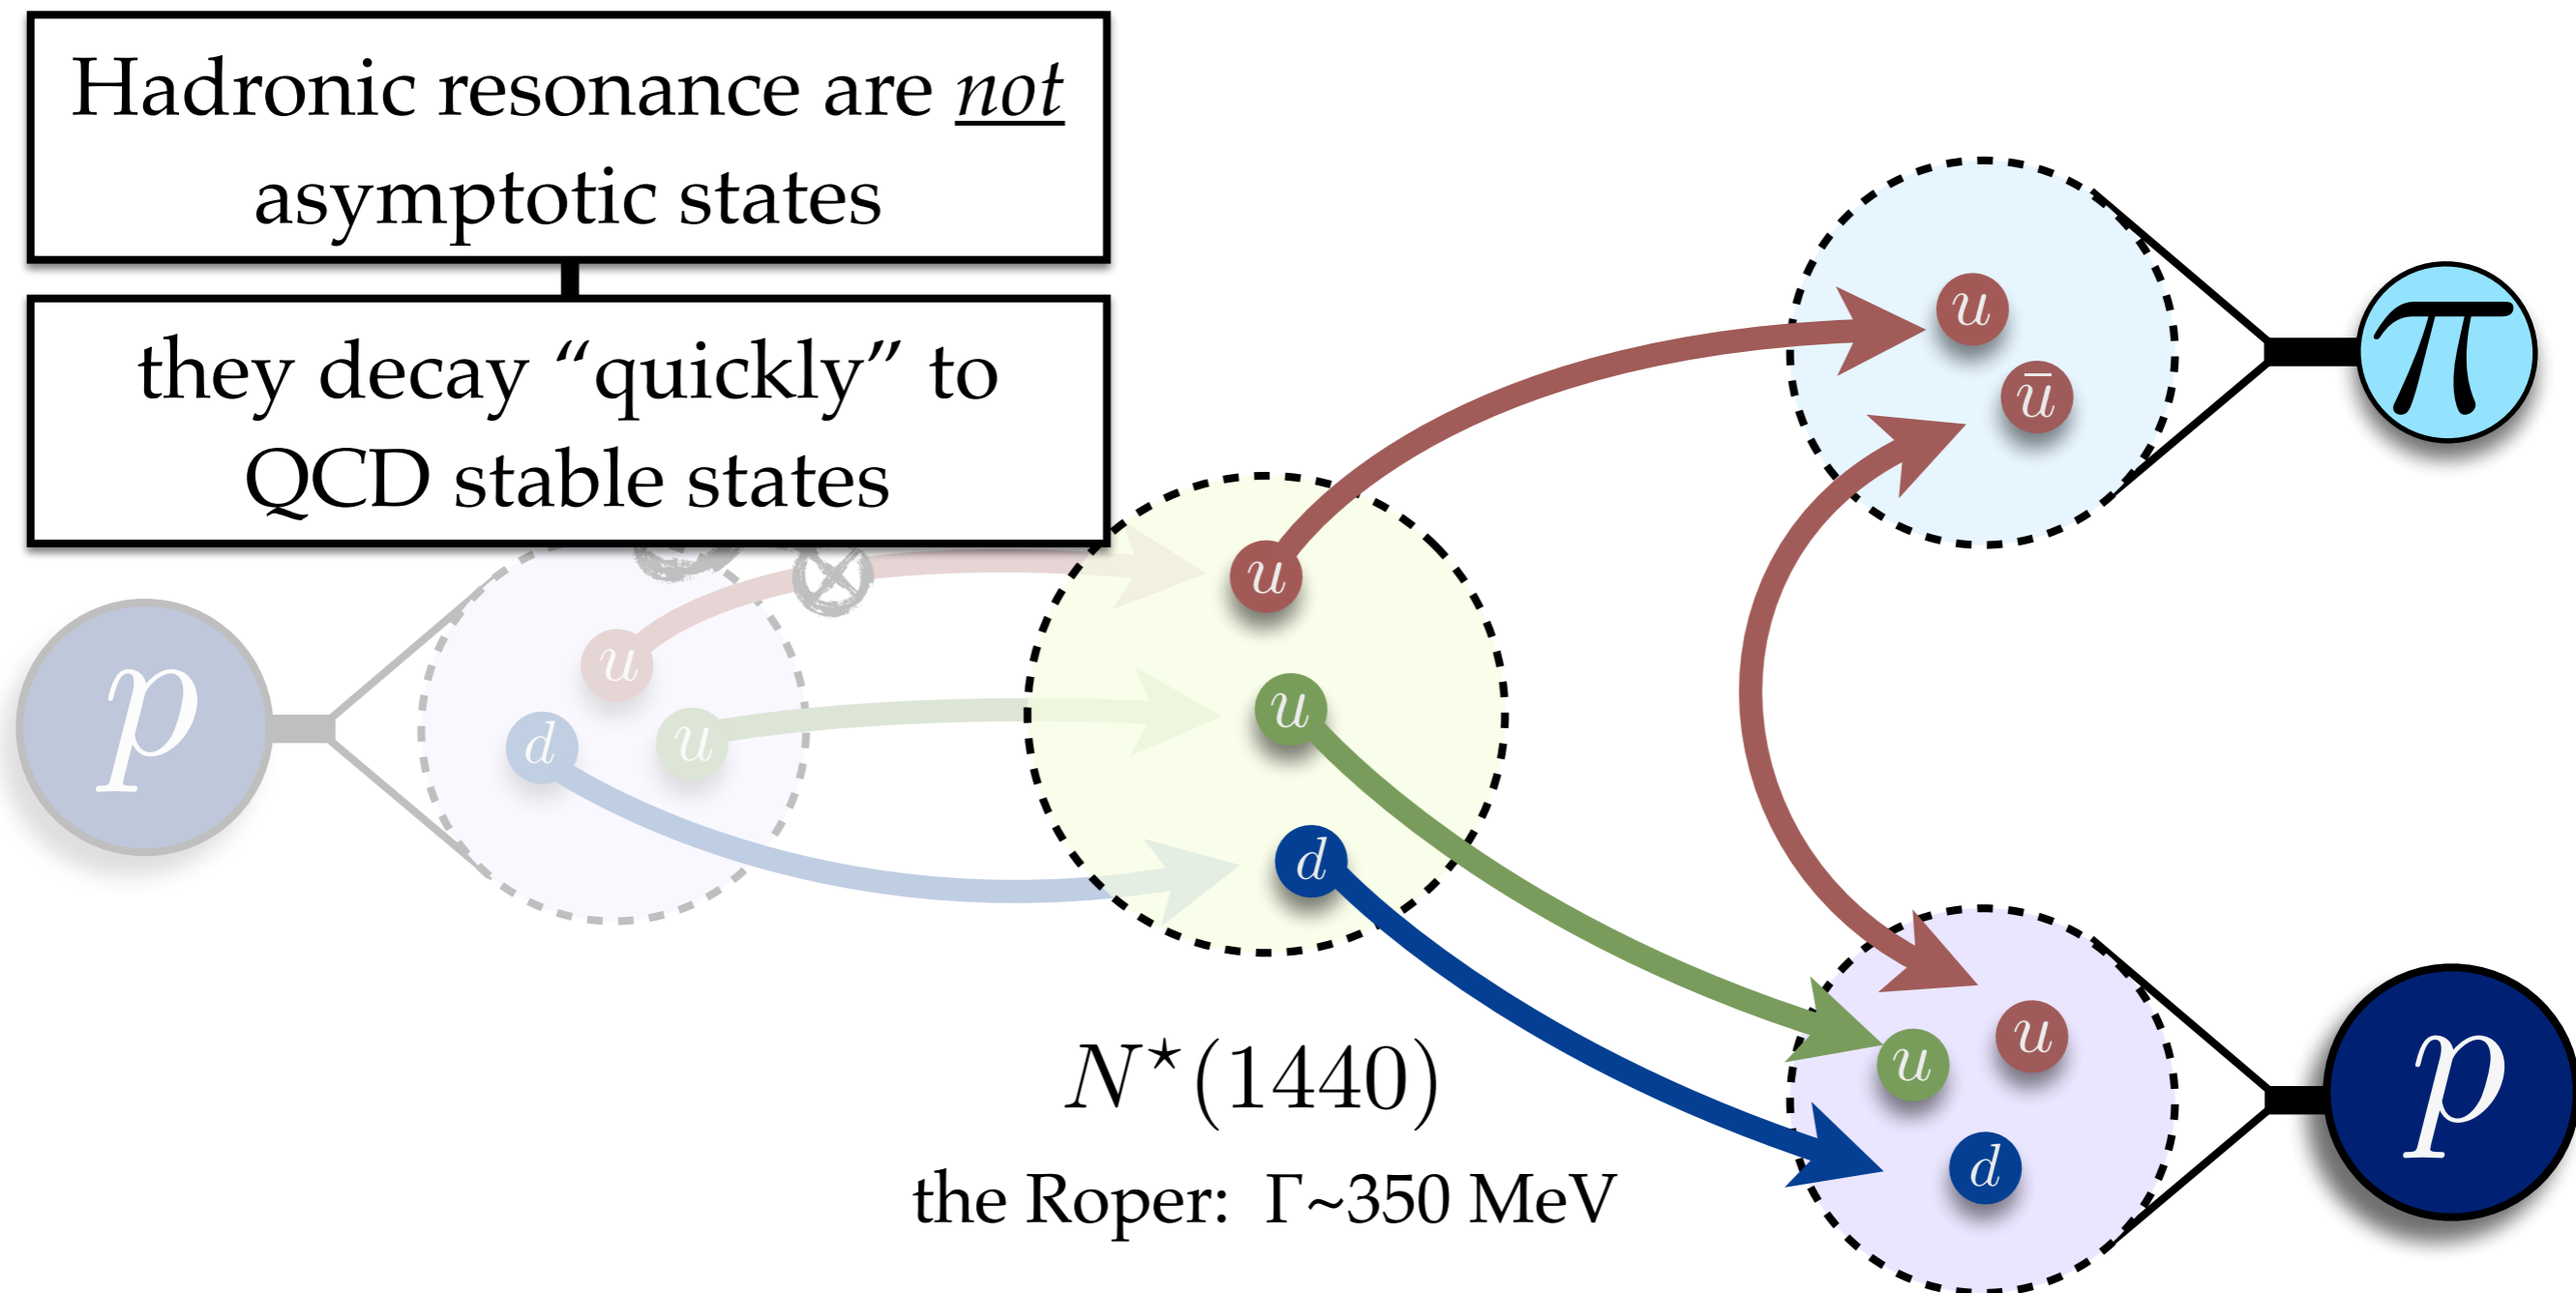 Hadronic resonance are not
asymptotic states
they decay “quickly” to
QCD stable states
p
u
d
u
u
u
d
N*(1440)
the Roper: Γ~350 MeV
u
ū
π
u
u
d
p